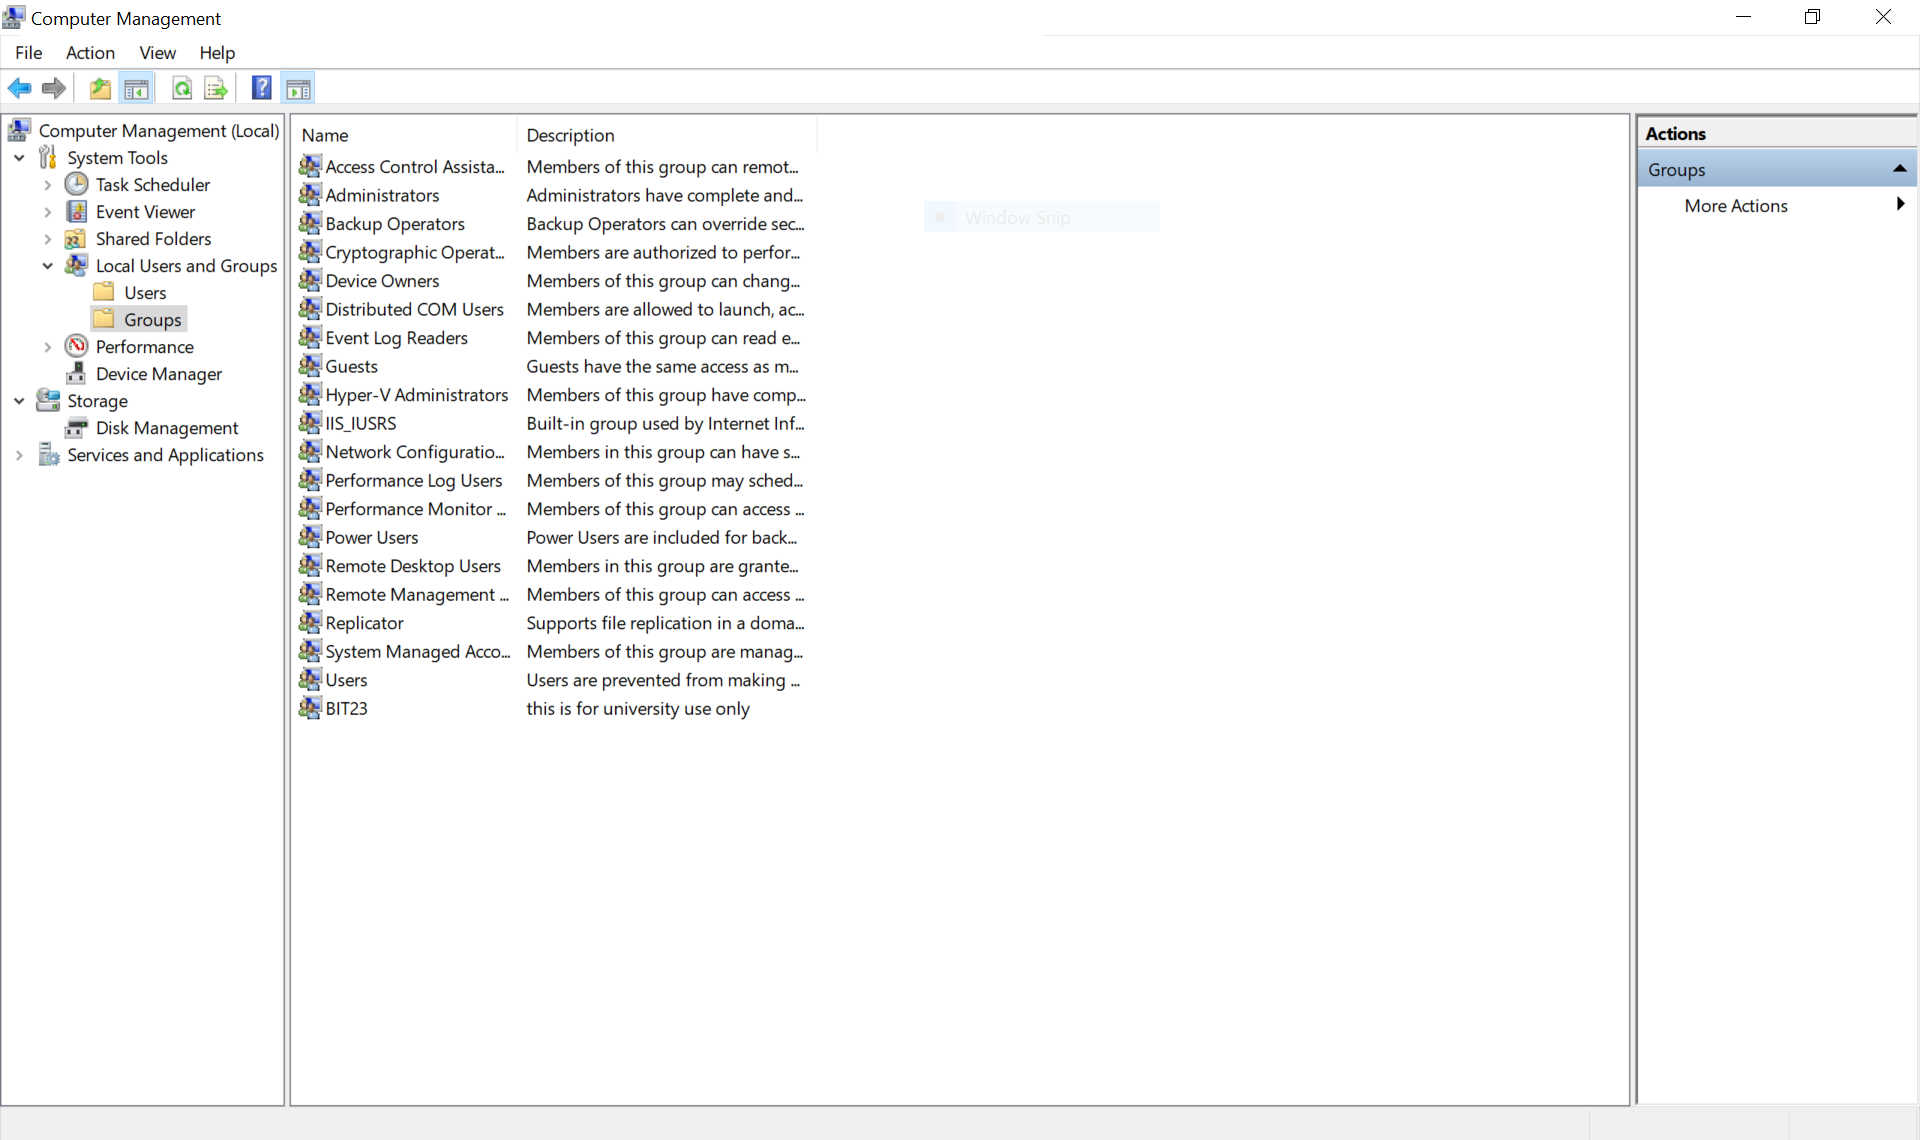 Computer Management
File Action View Help
Computer Management (Local)
System Tools
Task Scheduler
Event Viewer
Shared Folders
Local Users and Groups
Users
Groups
Performance
Device Manager
Storage
Disk Management
Services and Applications
Name Description
Access Control Assista... Members of this group can remot...
Administrators Administrators have complete and...
Backup Operators Backup Operators can override sec...
Cryptographic Operat... Members are authorized to perfor...
Device Owners Members of this group can chang...
Distributed COM Users Members are allowed to launch, ac...
Event Log Readers Members of this group can read e...
Guests Guests have the same access as m...
Hyper-V Administrators Members of this group have comp...
IIS_IUSRS Built-in group used by Internet Inf...
Network Configuratio... Members in this group can have s...
Performance Log Users Members of this group may sched...
Performance Monitor ... Members of this group can access ...
Power Users Power Users are included for back...
Remote Desktop Users Members in this group are grante...
Remote Management ... Members of this group can access ...
Replicator Supports file replication in a doma...
System Managed Acco... Members of this group are manag...
Users Users are prevented from making ...
BIT23 this is for university use only
Window Snip
Actions
Groups
More Actions